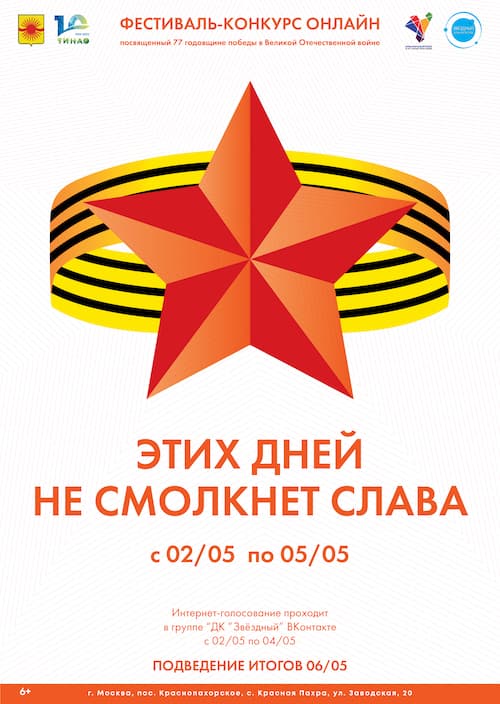 ФЕСТИВАЛЬ-КОНКУРС ОНЛАЙН
посвященный 77 годовщине победы в Великой Отечественной войне
ТИНАО
ЭТИХ ДНЕЙ
НЕ СМОЛКНЕТ СЛАВА
с 02/05 по 05/05
Интернет-голосование проходит
в группе "ДК "Звёздный" ВКонтакте
с 02/05 по 04/05
ПОДВЕДЕНИЕ ИТОГОВ 06/05
6+
г. Москва, пос. Краснопахорское, с. Красная Пахра, ул. Заводская, 20